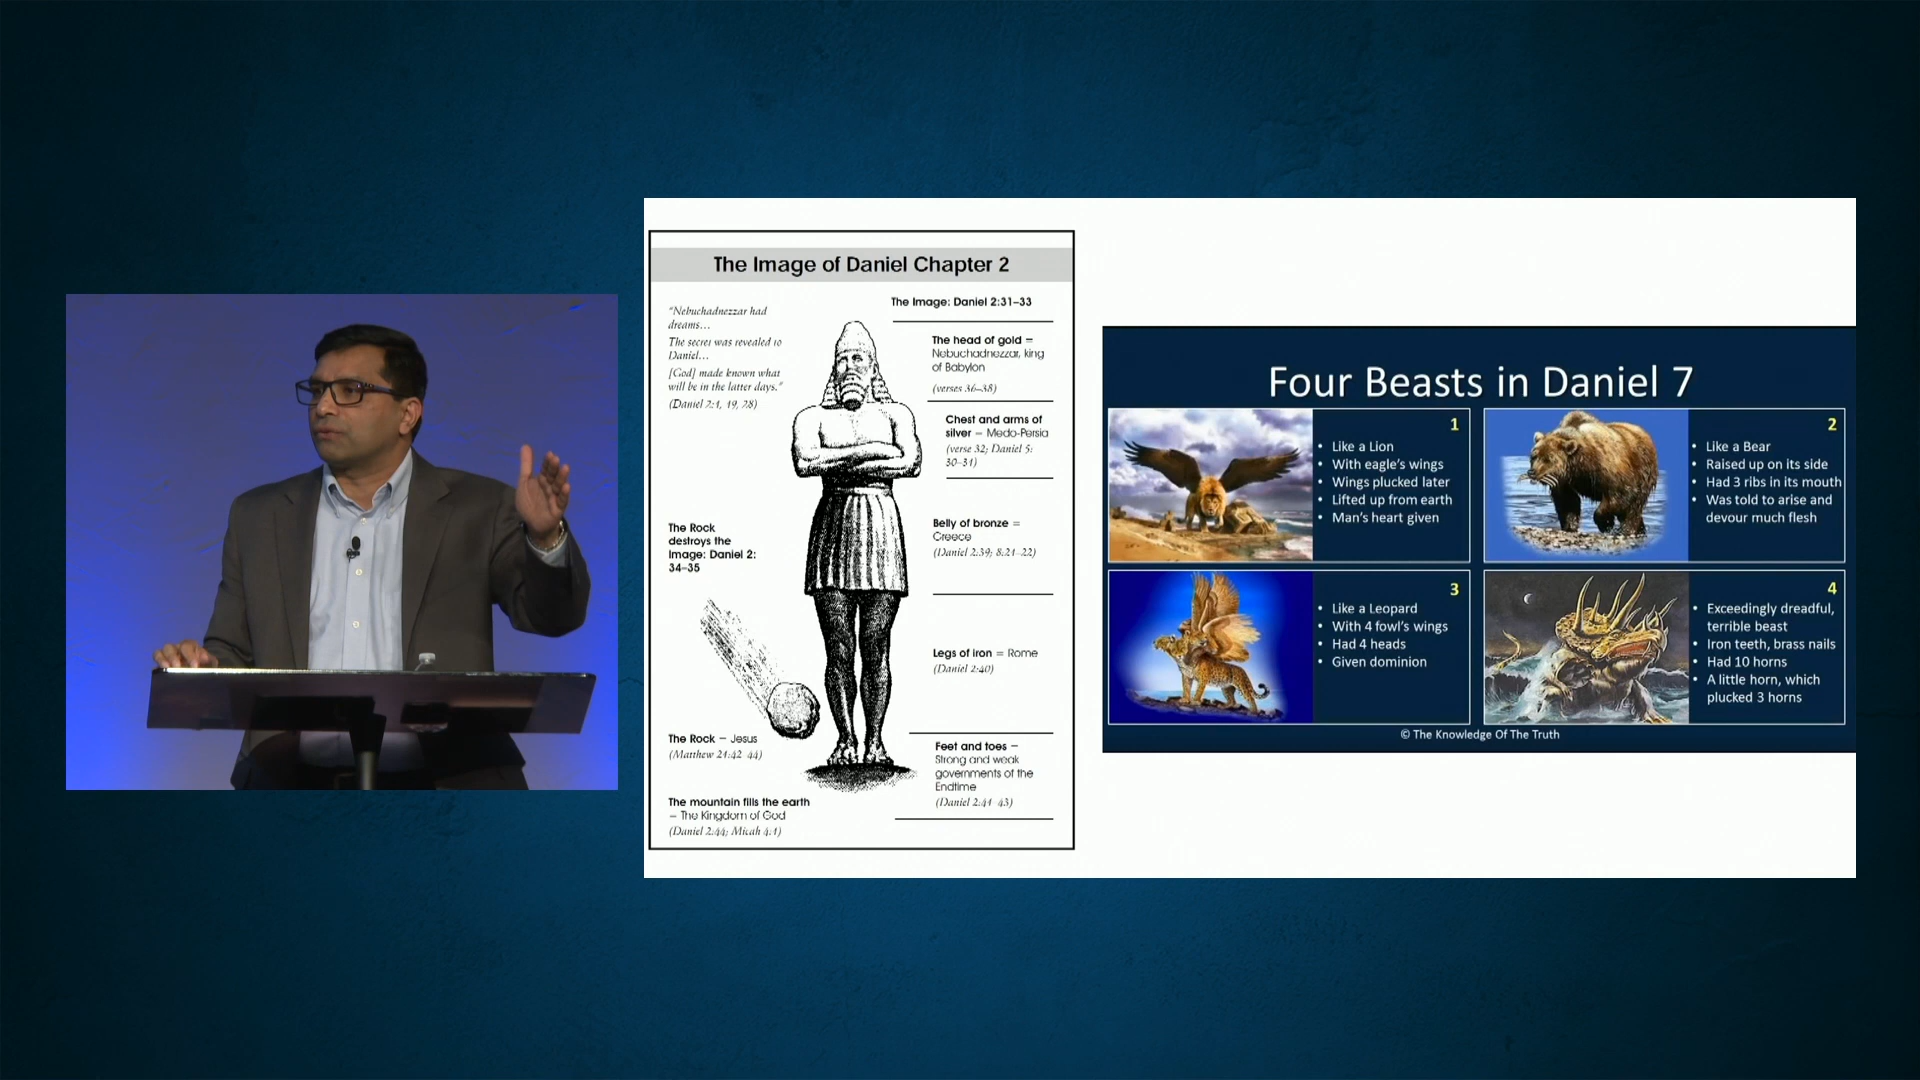 The Image of Daniel Chapter 2
"Nebuchadnezzar had
dreams...
The secret was revealed to
Daniel...
[God] made known what
will be in the latter days."
(Daniel 2:1, 19, 28)
The Image: Daniel 2:31–33
The head of gold =
Nebuchadnezzar, king
of Babylon
(verses 36–38)
Chest and arms of
silver – Medo-Persia
(verse 32; Daniel 5:
30–31)
Belly of bronze =
Greece
(Daniel 2:39; 8:21–22)
Legs of iron = Rome
(Daniel 2:40)
Feet and toes –
Strong and weak
governments of the
Endtime
(Daniel 2:41–43)
The Rock
destroys the
Image: Daniel 2:
34–35
The Rock – Jesus
(Matthew 21:42–44)
The mountain fills the earth
– The Kingdom of God
(Daniel 2:44; Micah 4:1)
Four Beasts in Daniel 7
1
• Like a Lion
• With eagle's wings
• Wings plucked later
• Lifted up from earth
• Man's heart given
2
• Like a Bear
• Raised up on its side
• Had 3 ribs in its mouth
• Was told to arise and
devour much flesh
3
• Like a Leopard
• With 4 fowl's wings
• Had 4 heads
• Given dominion
4
• Exceedingly dreadful,
terrible beast
• Iron teeth, brass nails
• Had 10 horns
• A little horn, which
plucked 3 horns
© The Knowledge Of The Truth